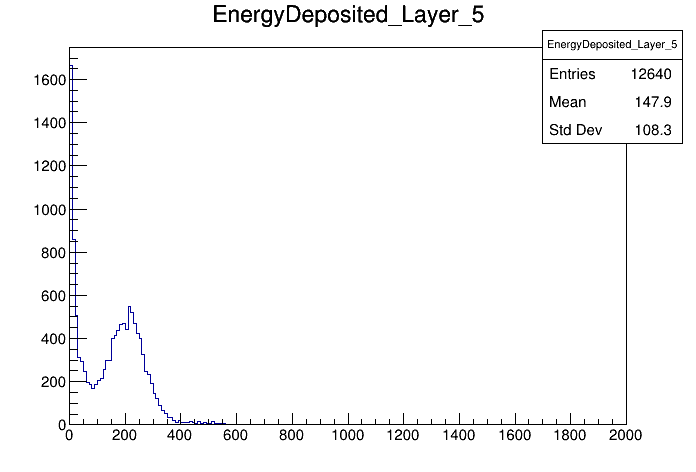 EnergyDeposited_Layer_5
EnergyDeposited_Layer_5
Entries 12640
Mean 147.9
Std Dev 108.3
1600
1400
1200
1000
800
600
400
200
0
0 200 400 600 800 1000 1200 1400 1600 1800 2000